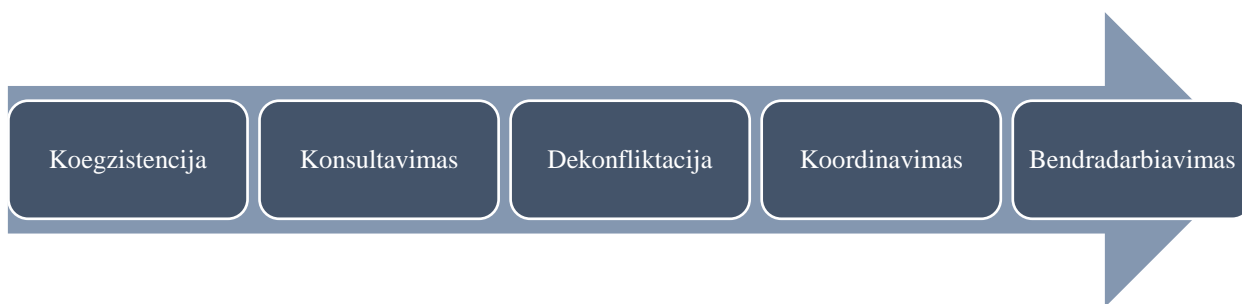 Koegzistencija
Konsultavimas
Dekonfliktacija
Koordinavimas
Bendradarbiavimas